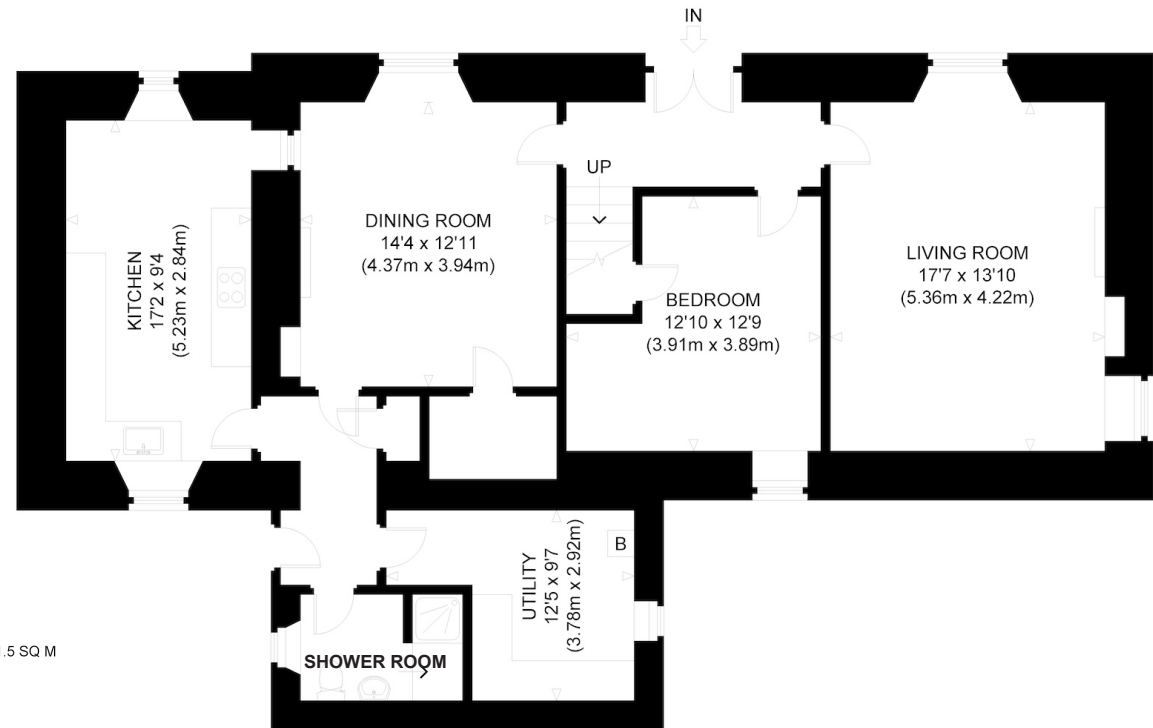 IN
UP
DINING ROOM
14'4 x 12'11
(4.37m x 3.94m)
KITCHEN
17'2 x 9'4
(5.23m x 2.84m)
LIVING ROOM
17'7 x 13'10
(5.36m x 4.22m)
BEDROOM
12'10 x 12'9
(3.91m x 3.89m)
UTILITY
12'5 x 9'7
(3.78m x 2.92m)
B
SHOWER ROOM
.5 SQ M